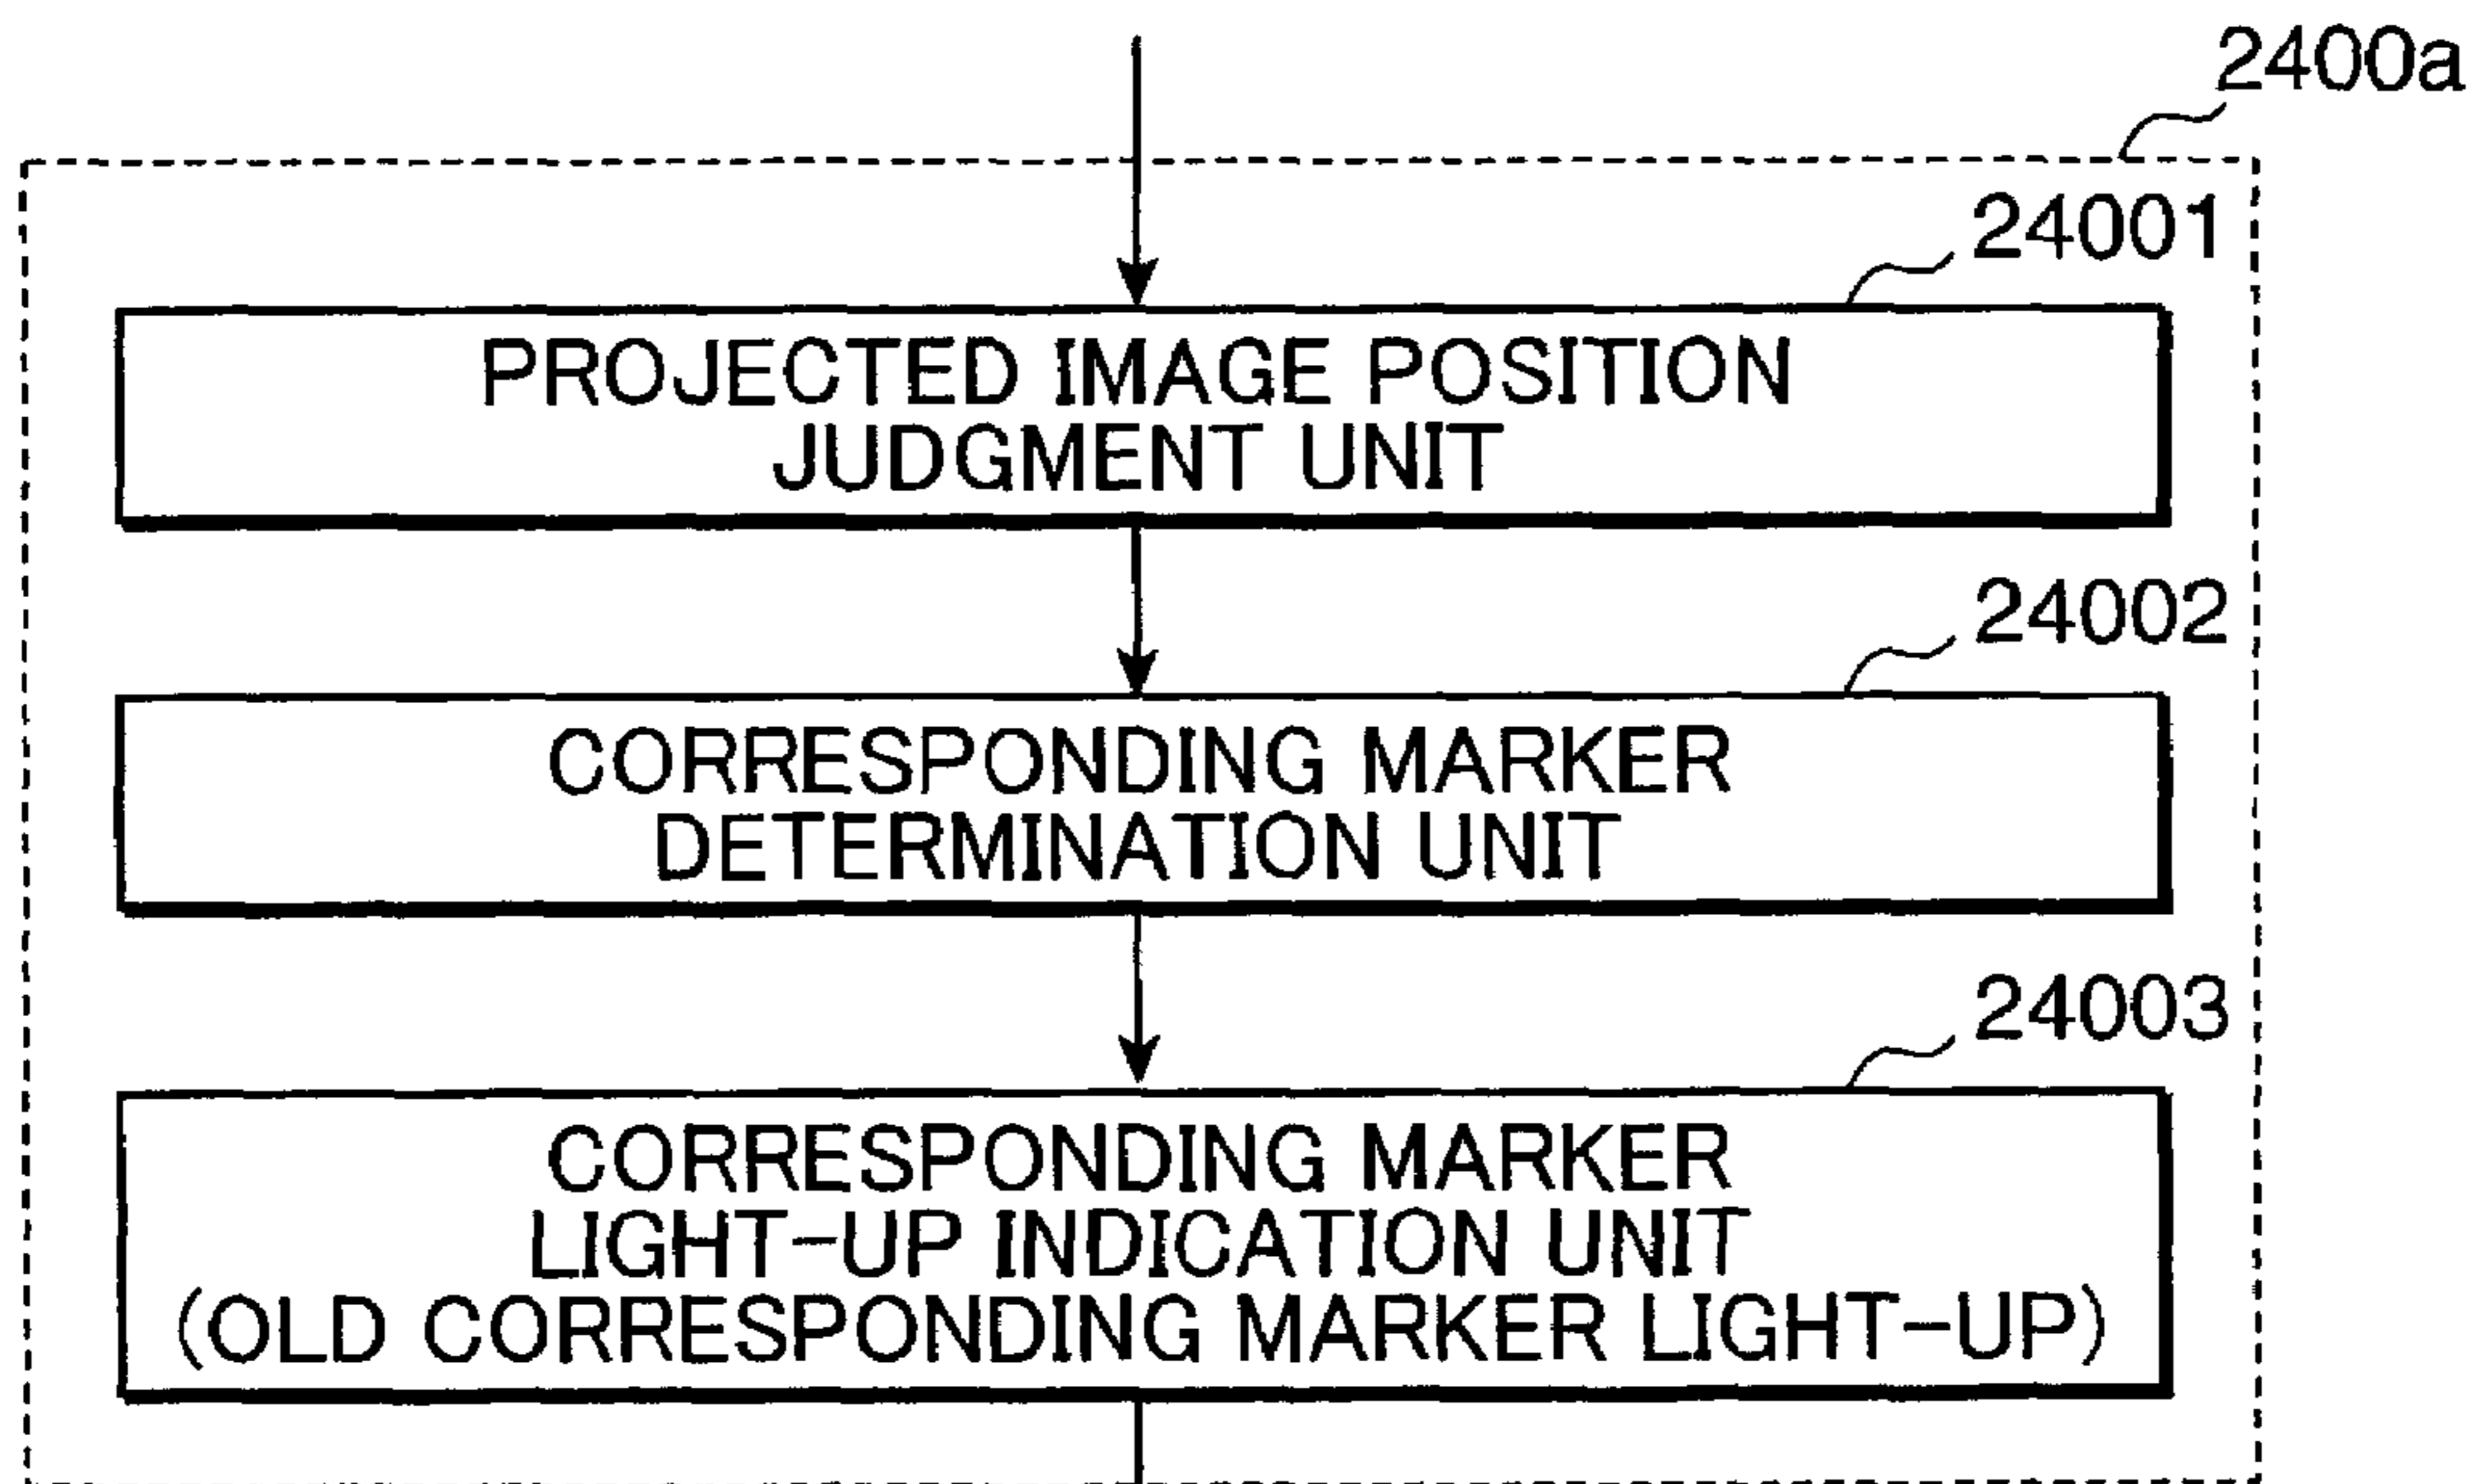 2400a
24001
PROJECTED IMAGE POSITION
JUDGMENT UNIT
24002
CORRESPONDING MARKER
DETERMINATION UNIT
24003
CORRESPONDING MARKER
LIGHT-UP INDICATION UNIT
(OLD CORRESPONDING MARKER LIGHT-UP)